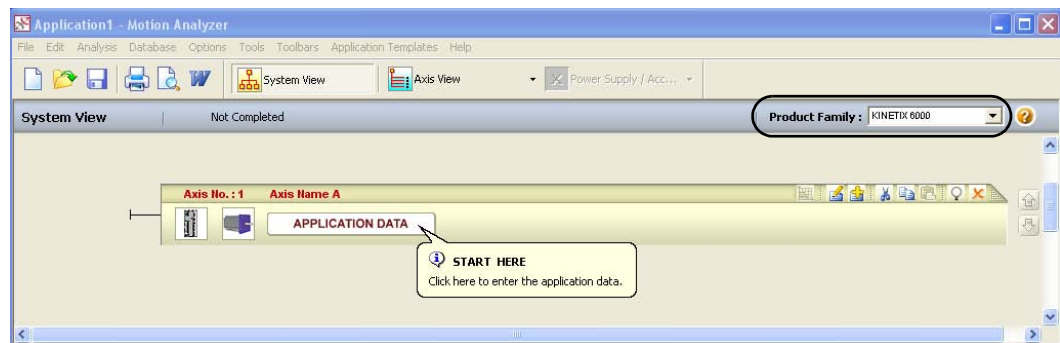 Application1 - Motion Analyzer
File Edit Analysis Database Options Tools Toolbars Application Templates Help
W System View Axis View Power Supply / Acc...
System View Not Completed Product Family : KINETIX 6000
Axis No. : 1 Axis Name A
APPLICATION DATA
START HERE
Click here to enter the application data.